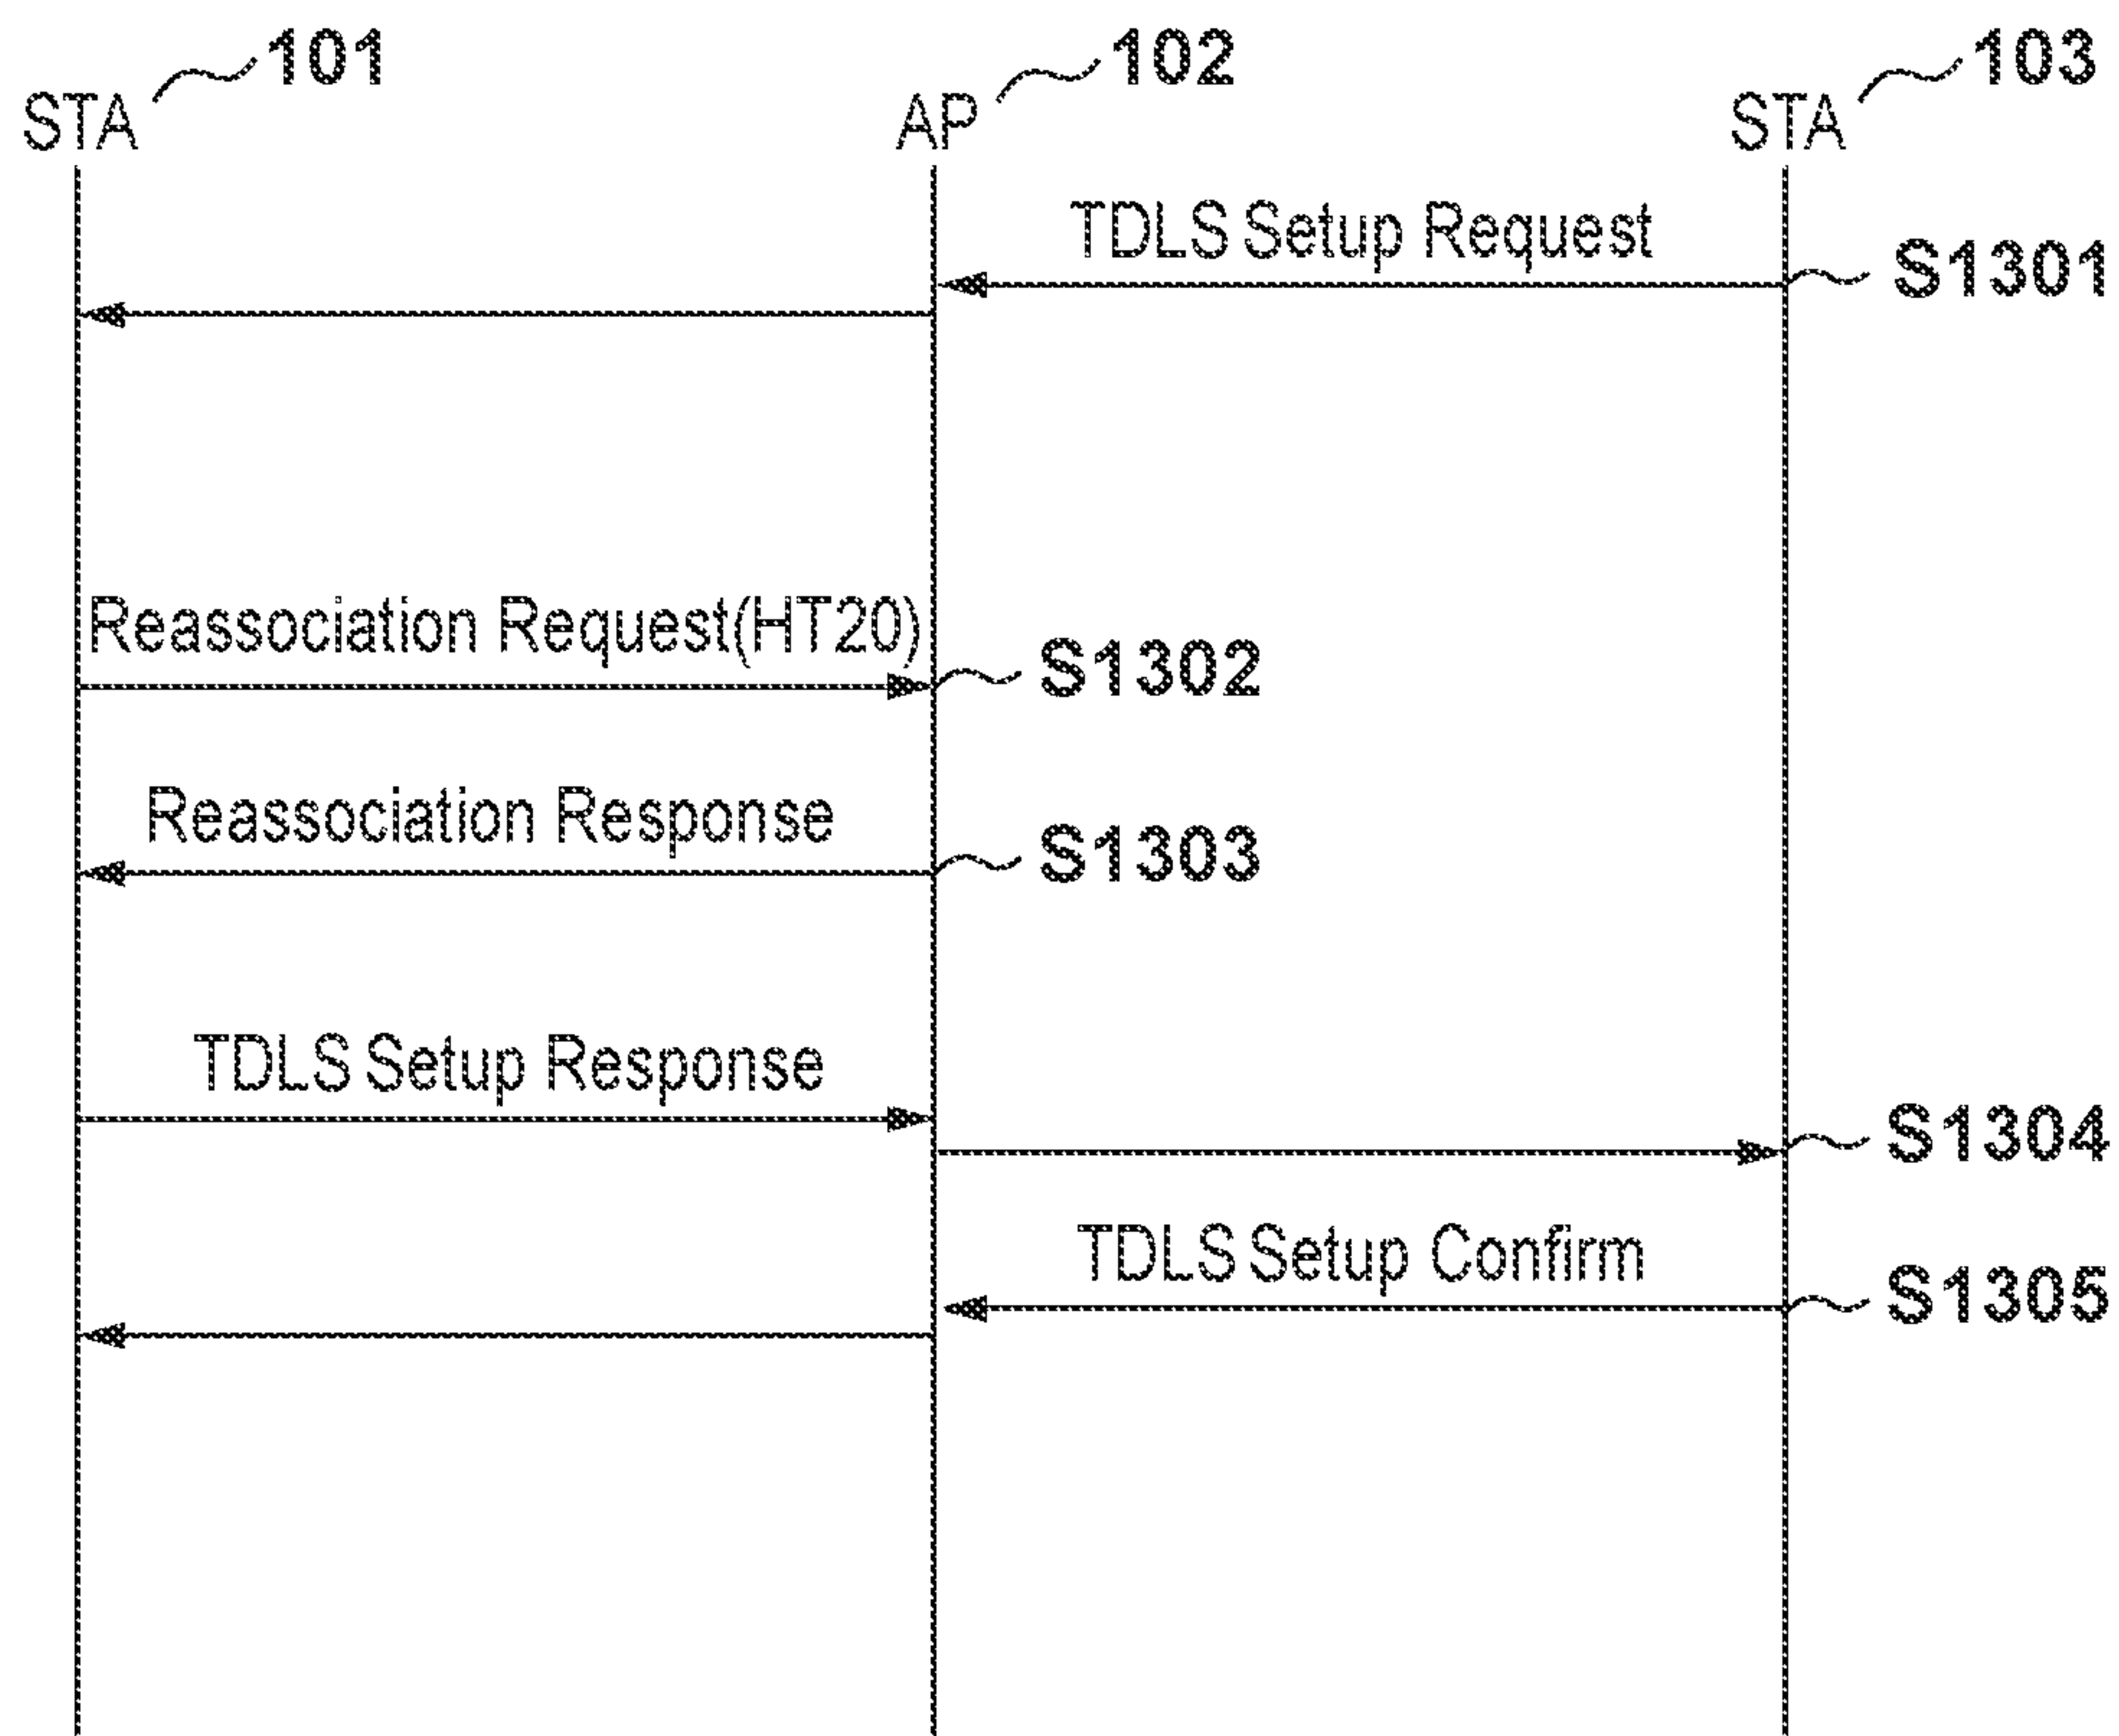 101
102
103
STA
AP
STA
TDLS Setup Request
S1301
Reassociation Request(HT20)
S1302
Reassociation Response
S1303
TDLS Setup Response
S1304
TDLS Setup Confirm
S1305